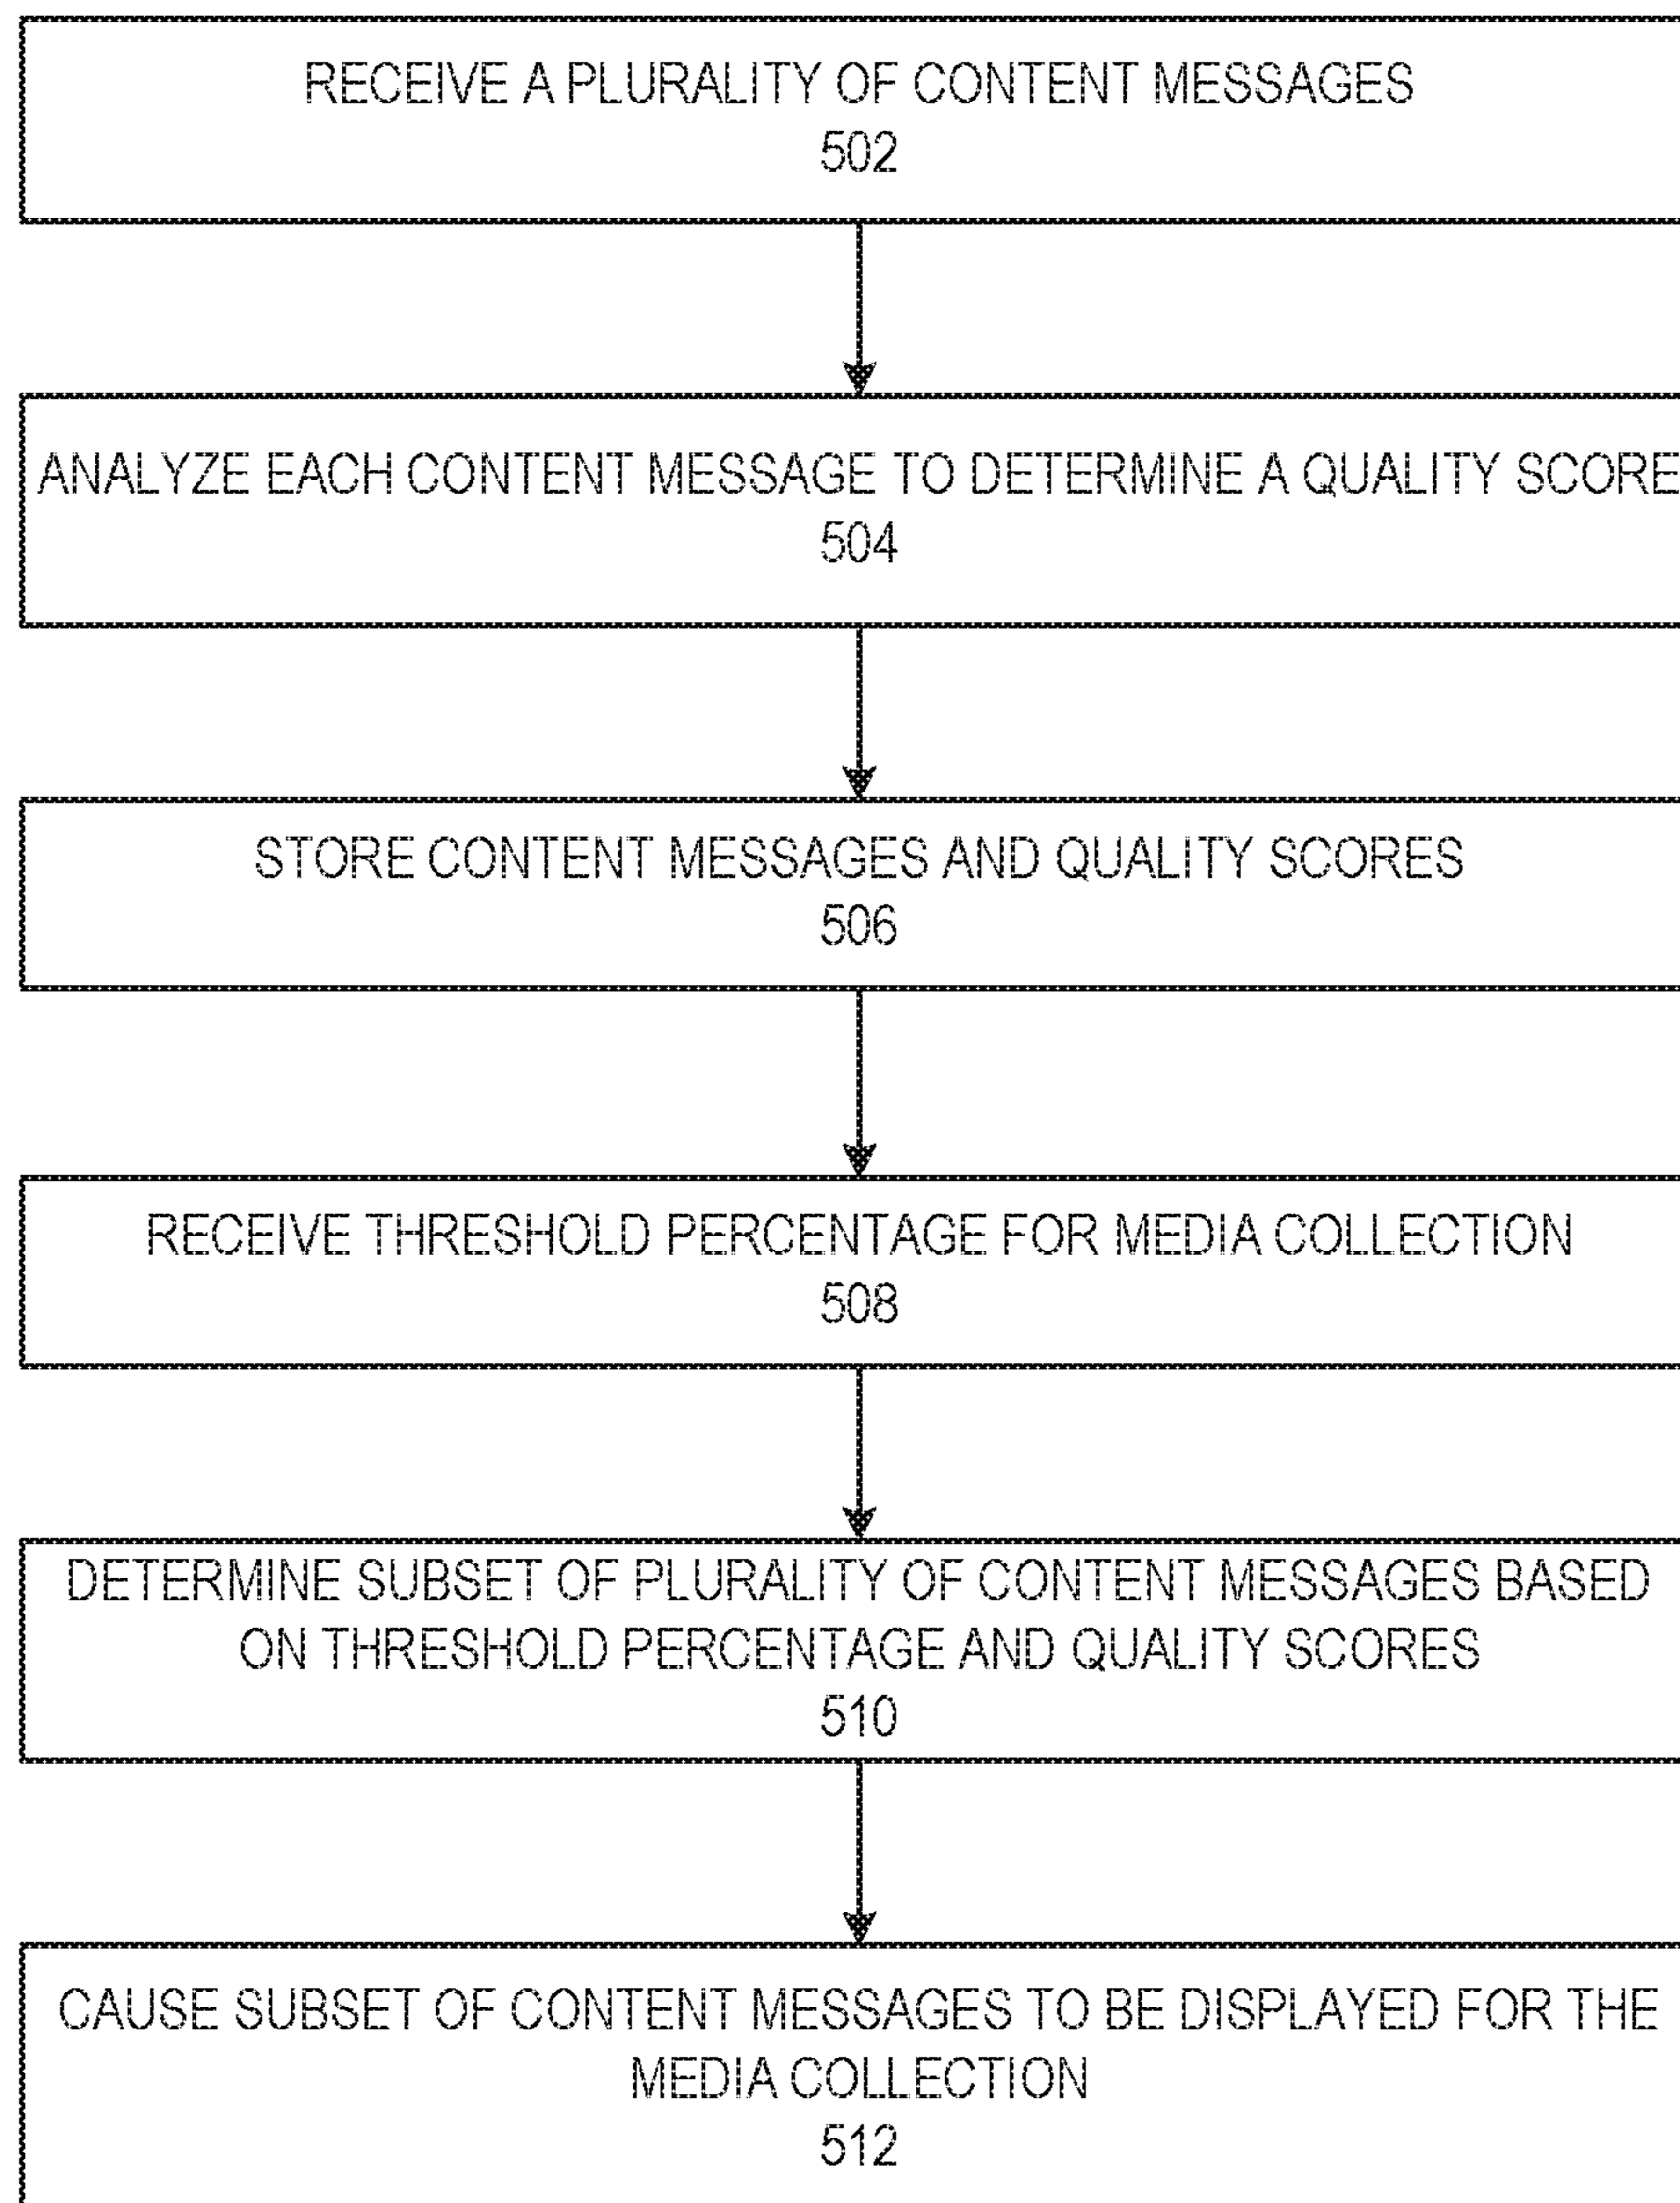 RECEIVE A PLURALITY OF CONTENT MESSAGES
502
ANALYZE EACH CONTENT MESSAGE TO DETERMINE A QUALITY SCORE
504
STORE CONTENT MESSAGES AND QUALITY SCORES
506
RECEIVE THRESHOLD PERCENTAGE FOR MEDIA COLLECTION
508
DETERMINE SUBSET OF PLURALITY OF CONTENT MESSAGES BASED
ON THRESHOLD PERCENTAGE AND QUALITY SCORES
510
CAUSE SUBSET OF CONTENT MESSAGES TO BE DISPLAYED FOR THE
MEDIA COLLECTION
512